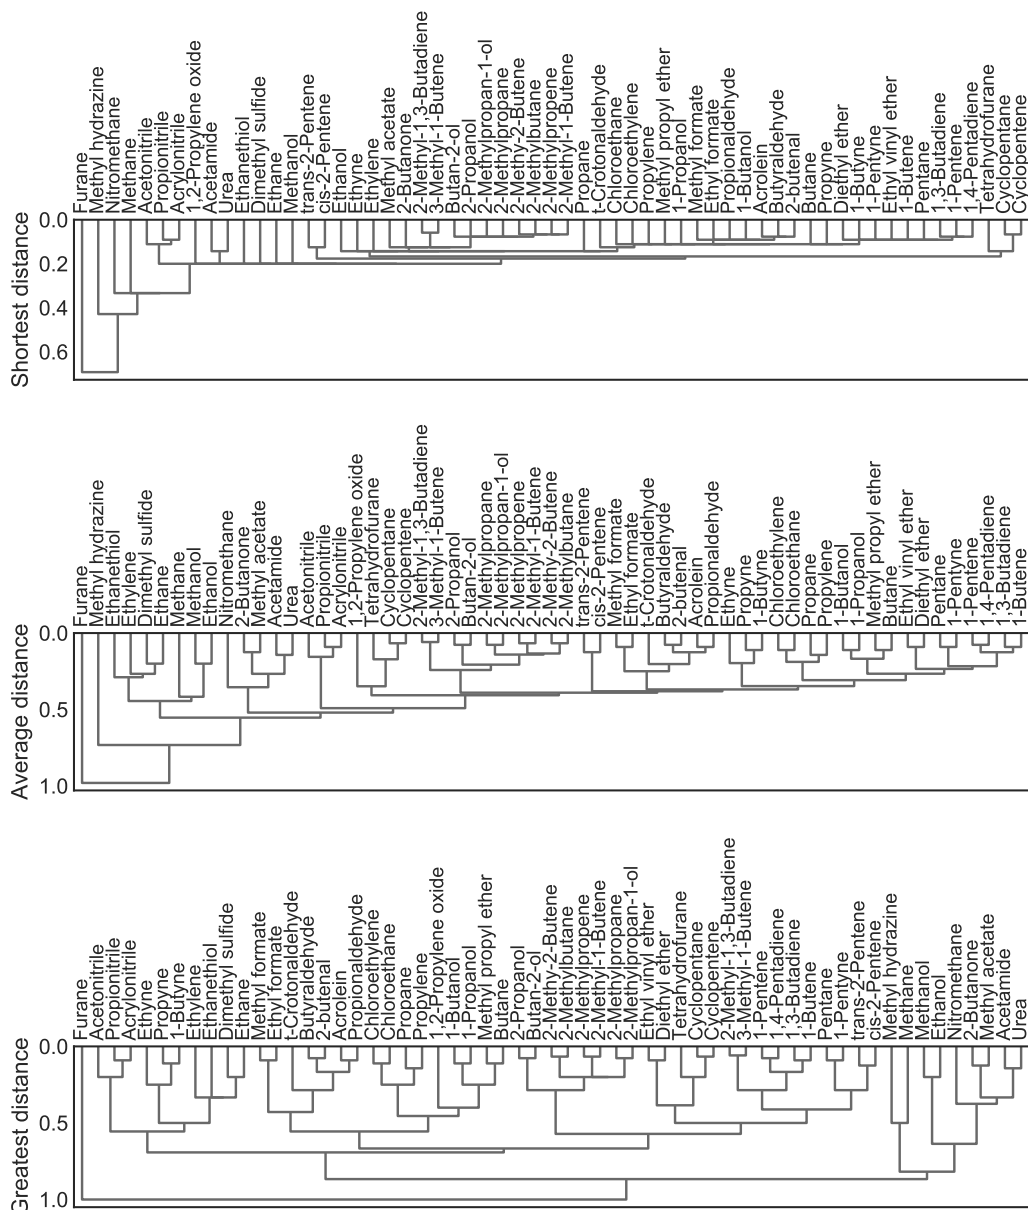 Furane
Methyl hydrazine
Nitromethane
Methane
Acetonitrile
Propionitrile
Acrylonitrile
1,2-Propylene oxide
Acetamide
Urea
Ethanethiol
Dimethyl sulfide
Ethane
Methanol
trans-2-Pentene
cis-2-Pentene
Ethanol
Ethyne
Ethylene
Methyl acetate
2-Butanone
2-Methyl-1,3-Butadiene
3-Methyl-1-Butene
Butan-2-ol
2-Propanol
2-Methylpropan-1-ol
2-Methylpropane
2-Methy-2-Butene
2-Methylbutane
2-Methylpropene
2-Methyl-1-Butene
Propane
t-Crotonaldehyde
Chloroethane
Chloroethylene
Propylene
Methyl propyl ether
1-Propanol
Methyl formate
Ethyl formate
Propionaldehyde
1-Butanol
Acrolein
Butyraldehyde
2-butenal
Butane
Propyne
Diethyl ether
1-Butyne
1-Pentyne
Ethyl vinyl ether
1-Butene
Pentane
1,3-Butadiene
1-Pentene
1,4-Pentadiene
Tetrahydrofurane
Cyclopentane
Cyclopentene
0.0
0.2
0.4
0.6
Shortest distance
Furane
Methyl hydrazine
Ethanethiol
Ethylene
Dimethyl sulfide
Ethane
Methane
Methanol
Ethanol
Nitromethane
2-Butanone
Methyl acetate
Acetamide
Urea
Acetonitrile
Propionitrile
Acrylonitrile
1,2-Propylene oxide
Tetrahydrofurane
Cyclopentane
Cyclopentene
2-Methyl-1,3-Butadiene
3-Methyl-1-Butene
2-Propanol
Butan-2-ol
2-Methylpropane
2-Methylpropan-1-ol
2-Methylpropene
2-Methyl-1-Butene
2-Methy-2-Butene
2-Methylbutane
trans-2-Pentene
cis-2-Pentene
Methyl formate
Ethyl formate
t-Crotonaldehyde
Butyraldehyde
2-butenal
Acrolein
Propionaldehyde
Ethyne
Propyne
1-Butyne
Chloroethylene
Chloroethane
Propane
Propylene
1-Butanol
1-Propanol
Methyl propyl ether
Butane
Ethyl vinyl ether
Diethyl ether
Pentane
1-Pentyne
1-Pentene
1,4-Pentadiene
1,3-Butadiene
1-Butene
0.0
0.5
1.0
Average distance
Furane
Acetonitrile
Propionitrile
Acrylonitrile
Ethyne
Propyne
1-Butyne
Ethylene
Ethanethiol
Dimethyl sulfide
Ethane
Methyl formate
Ethyl formate
t-Crotonaldehyde
Butyraldehyde
2-butenal
Acrolein
Propionaldehyde
Chloroethylene
Chloroethane
Propane
Propylene
1,2-Propylene oxide
1-Butanol
1-Propanol
Methyl propyl ether
Butane
2-Propanol
Butan-2-ol
2-Methy-2-Butene
2-Methylbutane
2-Methylpropene
2-Methyl-1-Butene
2-Methylpropane
2-Methylpropan-1-ol
Ethyl vinyl ether
Diethyl ether
Tetrahydrofurane
Cyclopentane
Cyclopentene
2-Methyl-1,3-Butadiene
3-Methyl-1-Butene
1-Pentene
1,4-Pentadiene
1,3-Butadiene
1-Butene
Pentane
1-Pentyne
trans-2-Pentene
cis-2-Pentene
Methyl hydrazine
Methane
Methanol
Ethanol
Nitromethane
2-Butanone
Methyl acetate
Acetamide
Urea
0.0
0.5
1.0
Greatest distance